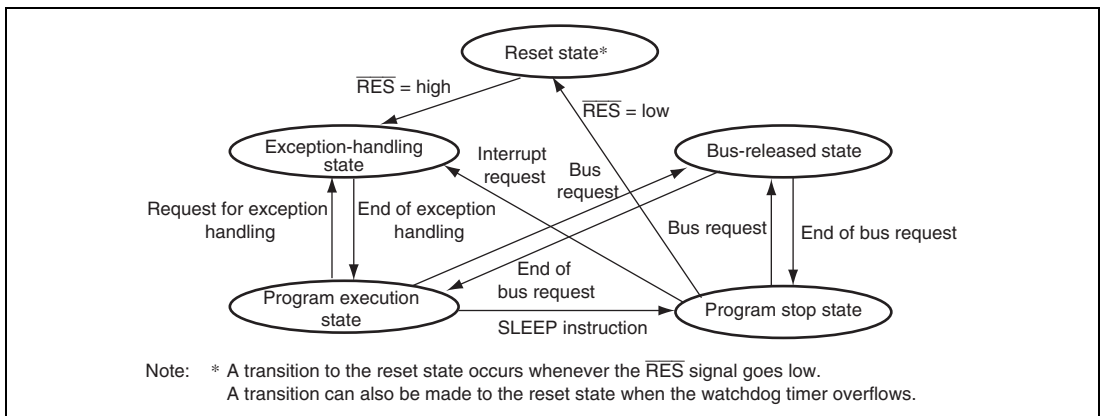 Reset state*
RES = high
RES = low
Exception-handling
state
Interrupt
request
Bus
request
Bus-released state
Request for exception
handling
End of exception
handling
Bus request
End of bus request
End of
bus request
Program execution
state
SLEEP instruction
Program stop state
Note: * A transition to the reset state occurs whenever the RES signal goes low.
A transition can also be made to the reset state when the watchdog timer overflows.